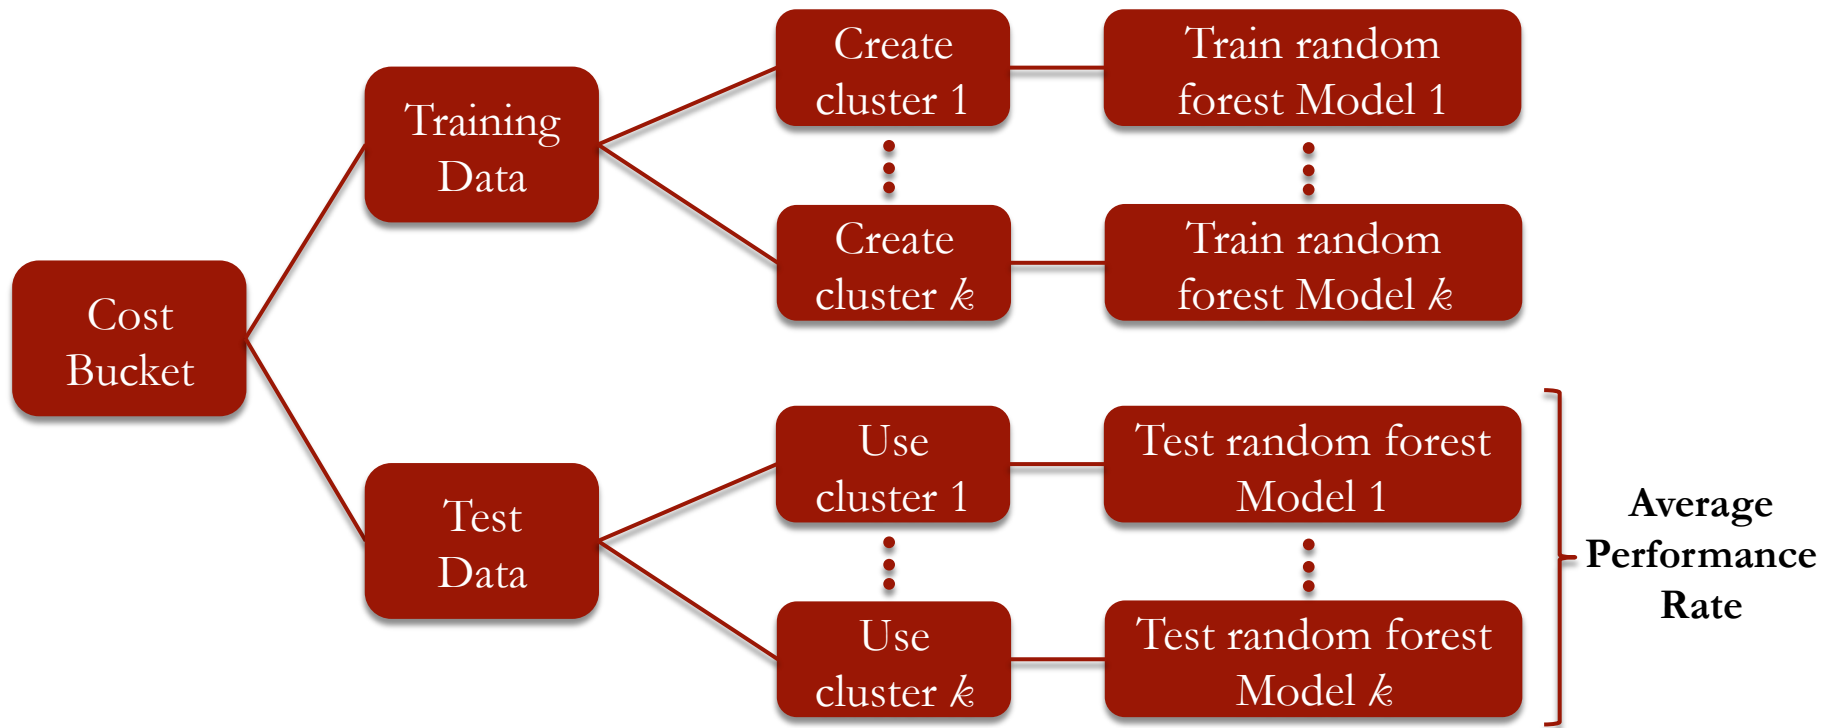 Cost
Bucket
Training
Data
Create
cluster 1
Train random
forest Model 1
Create
cluster k
Train random
forest Model k
Test
Data
Use
cluster 1
Test random forest
Model 1
Use
cluster k
Test random forest
Model k
Average
Performance
Rate